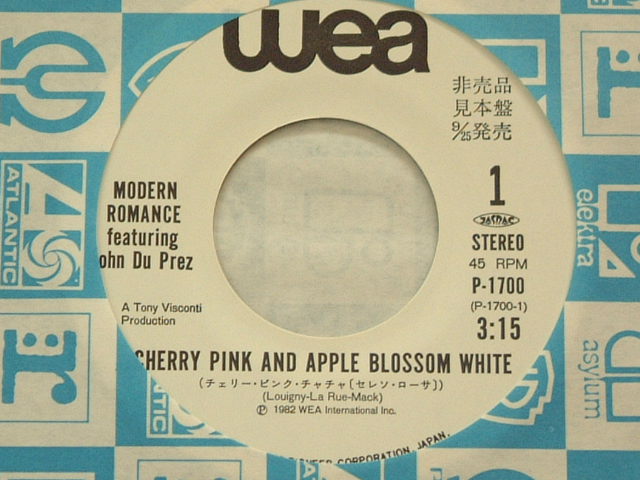 wea
非売品
見本盤
9/25発売
MODERN
ROMANCE
featuring
ohn Du Prez
1
JASRAC
STEREO
45 RPM
P-1700
(P-1700-1)
3:15
A Tony Visconti
Production
CHERRY PINK AND APPLE BLOSSOM WHITE
(チェリー・ピンク・チャチャ〔セレソ・ローサ〕)
(Louigny-La Rue-Mack)
Ⓟ 1982 WEA International Inc.
CORPORATION, JAPAN.
ATLANTIC
elektra
asylum